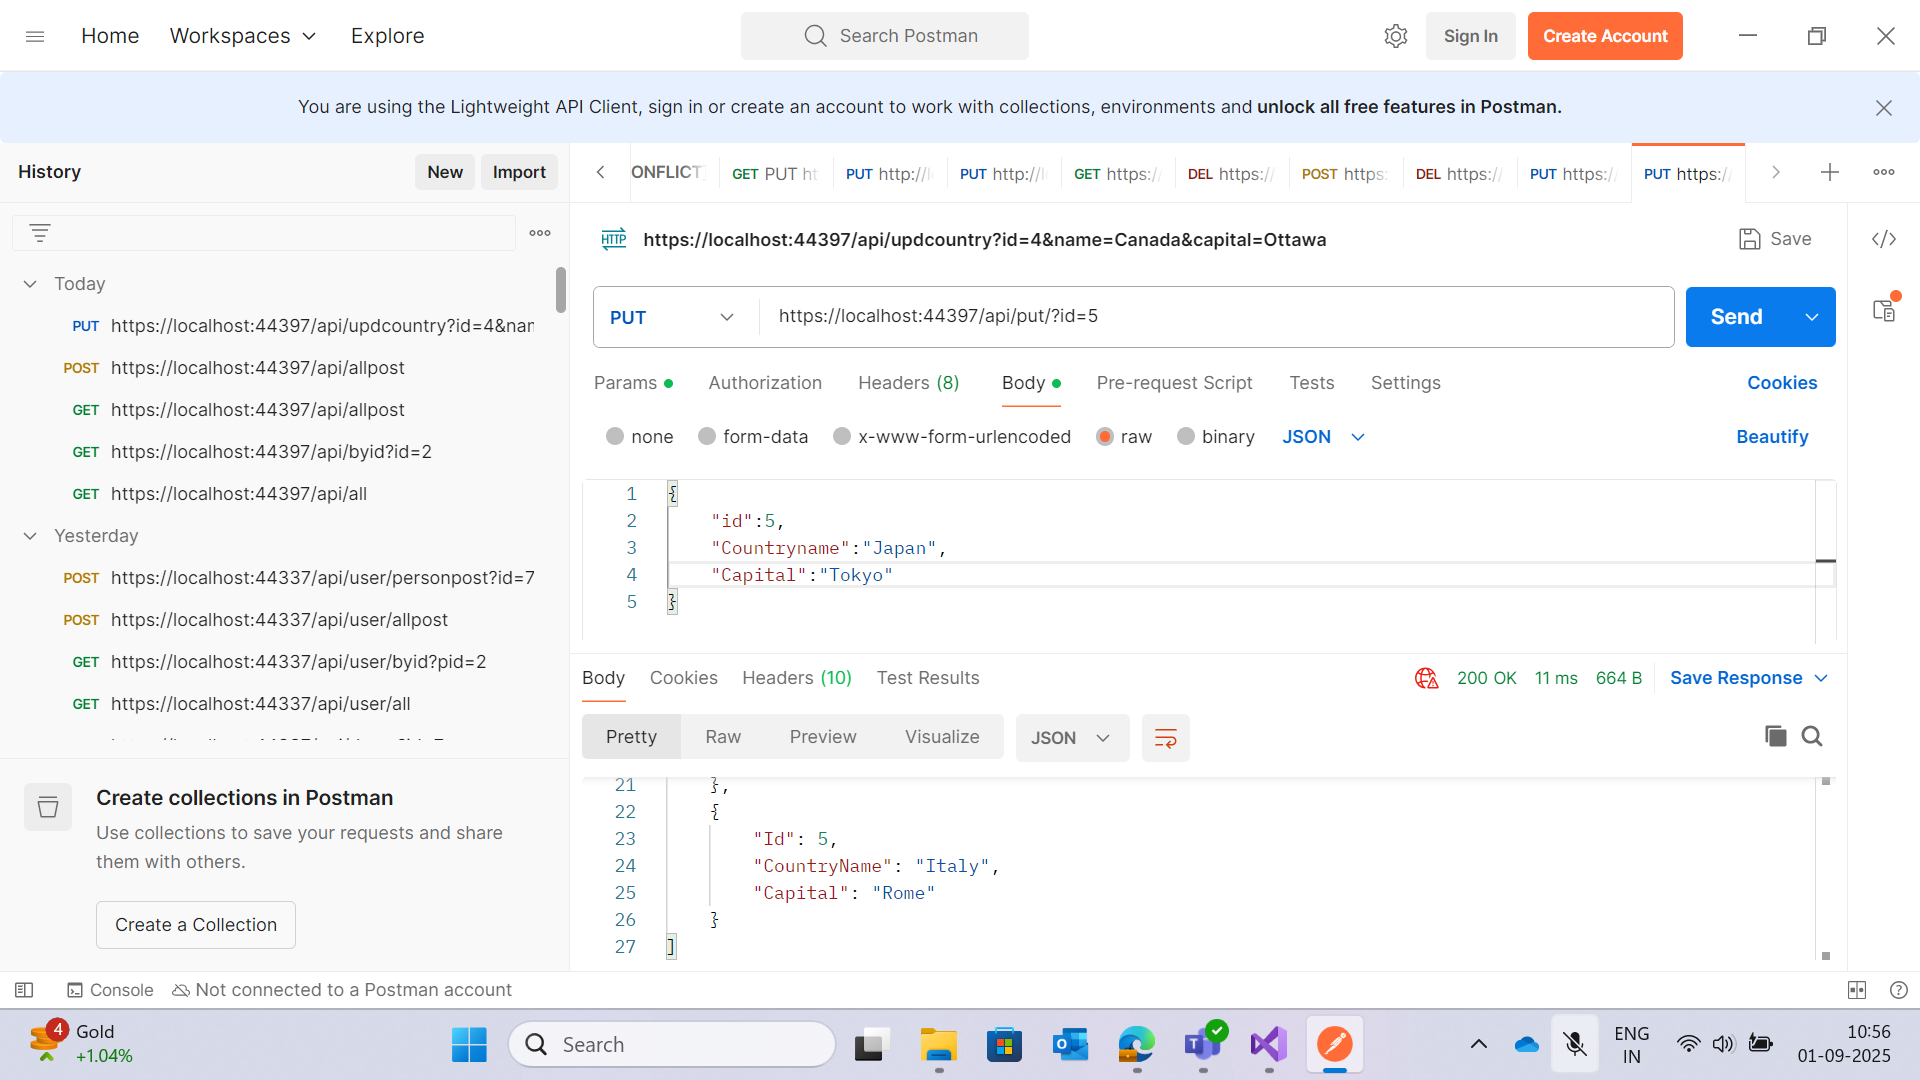 Home
Workspaces
Explore
Search Postman
Sign In
Create Account
You are using the Lightweight API Client, sign in or create an account to work with collections, environments and unlock all free features in Postman.
History
New
Import
ONFLICT
GET PUT ht
PUT http://l
PUT http://l
GET https:/
DEL https:/
POST https:
DEL https:/
PUT https:/
PUT https:/
Today
PUT https://localhost:44397/api/updcountry?id=4&nar
POST https://localhost:44397/api/allpost
GET https://localhost:44397/api/allpost
GET https://localhost:44397/api/byid?id=2
GET https://localhost:44397/api/all
Yesterday
POST https://localhost:44337/api/user/personpost?id=7
POST https://localhost:44337/api/user/allpost
GET https://localhost:44337/api/user/byid?pid=2
GET https://localhost:44337/api/user/all
Create collections in Postman
Use collections to save your requests and share
them with others.
Create a Collection
HTTP https://localhost:44397/api/updcountry?id=4&name=Canada&capital=Ottawa
Save
PUT
https://localhost:44397/api/put/?id=5
Send
Params
Authorization
Headers (8)
Body
Pre-request Script
Tests
Settings
Cookies
none
form-data
x-www-form-urlencoded
raw
binary
JSON
Beautify
1 {
2 "id":5,
3 "Countryname":"Japan",
4 "Capital":"Tokyo"
5 }
Body
Cookies
Headers (10)
Test Results
200 OK
11 ms
664 B
Save Response
Pretty
Raw
Preview
Visualize
JSON
21 },
22 {
23 "Id": 5,
24 "CountryName": "Italy",
25 "Capital": "Rome"
26 }
27 ]
Console
Not connected to a Postman account
4
Gold
+1.04%
Search
ENG
IN
10:56
01-09-2025